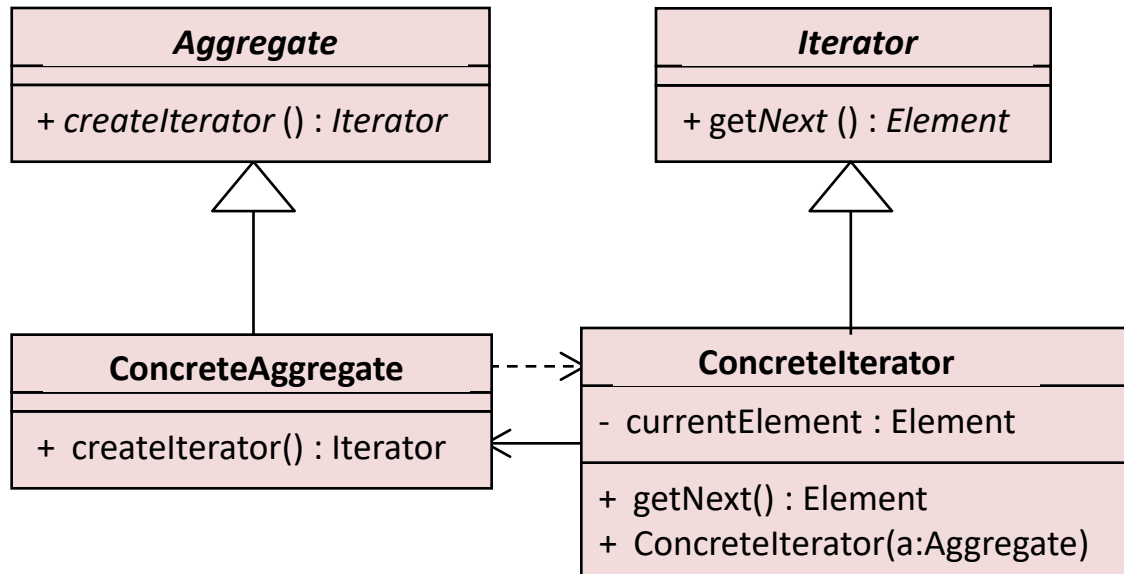 Aggregate
+ createIterator () : Iterator
Iterator
+ getNext () : Element
ConcreteAggregate
+ createIterator() : Iterator
ConcreteIterator
- currentElement : Element
+ getNext() : Element
+ ConcreteIterator(a:Aggregate)